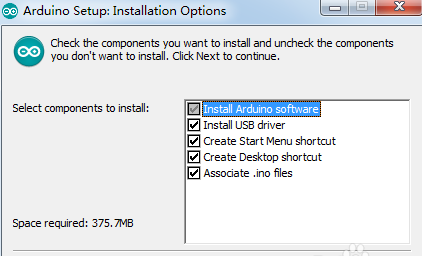 Arduino Setup: Installation Options
Check the components you want to install and uncheck the components
you don't want to install. Click Next to continue.
Select components to install:
Install Arduino software
Install USB driver
Create Start Menu shortcut
Create Desktop shortcut
Associate .ino files
Space required: 375.7MB